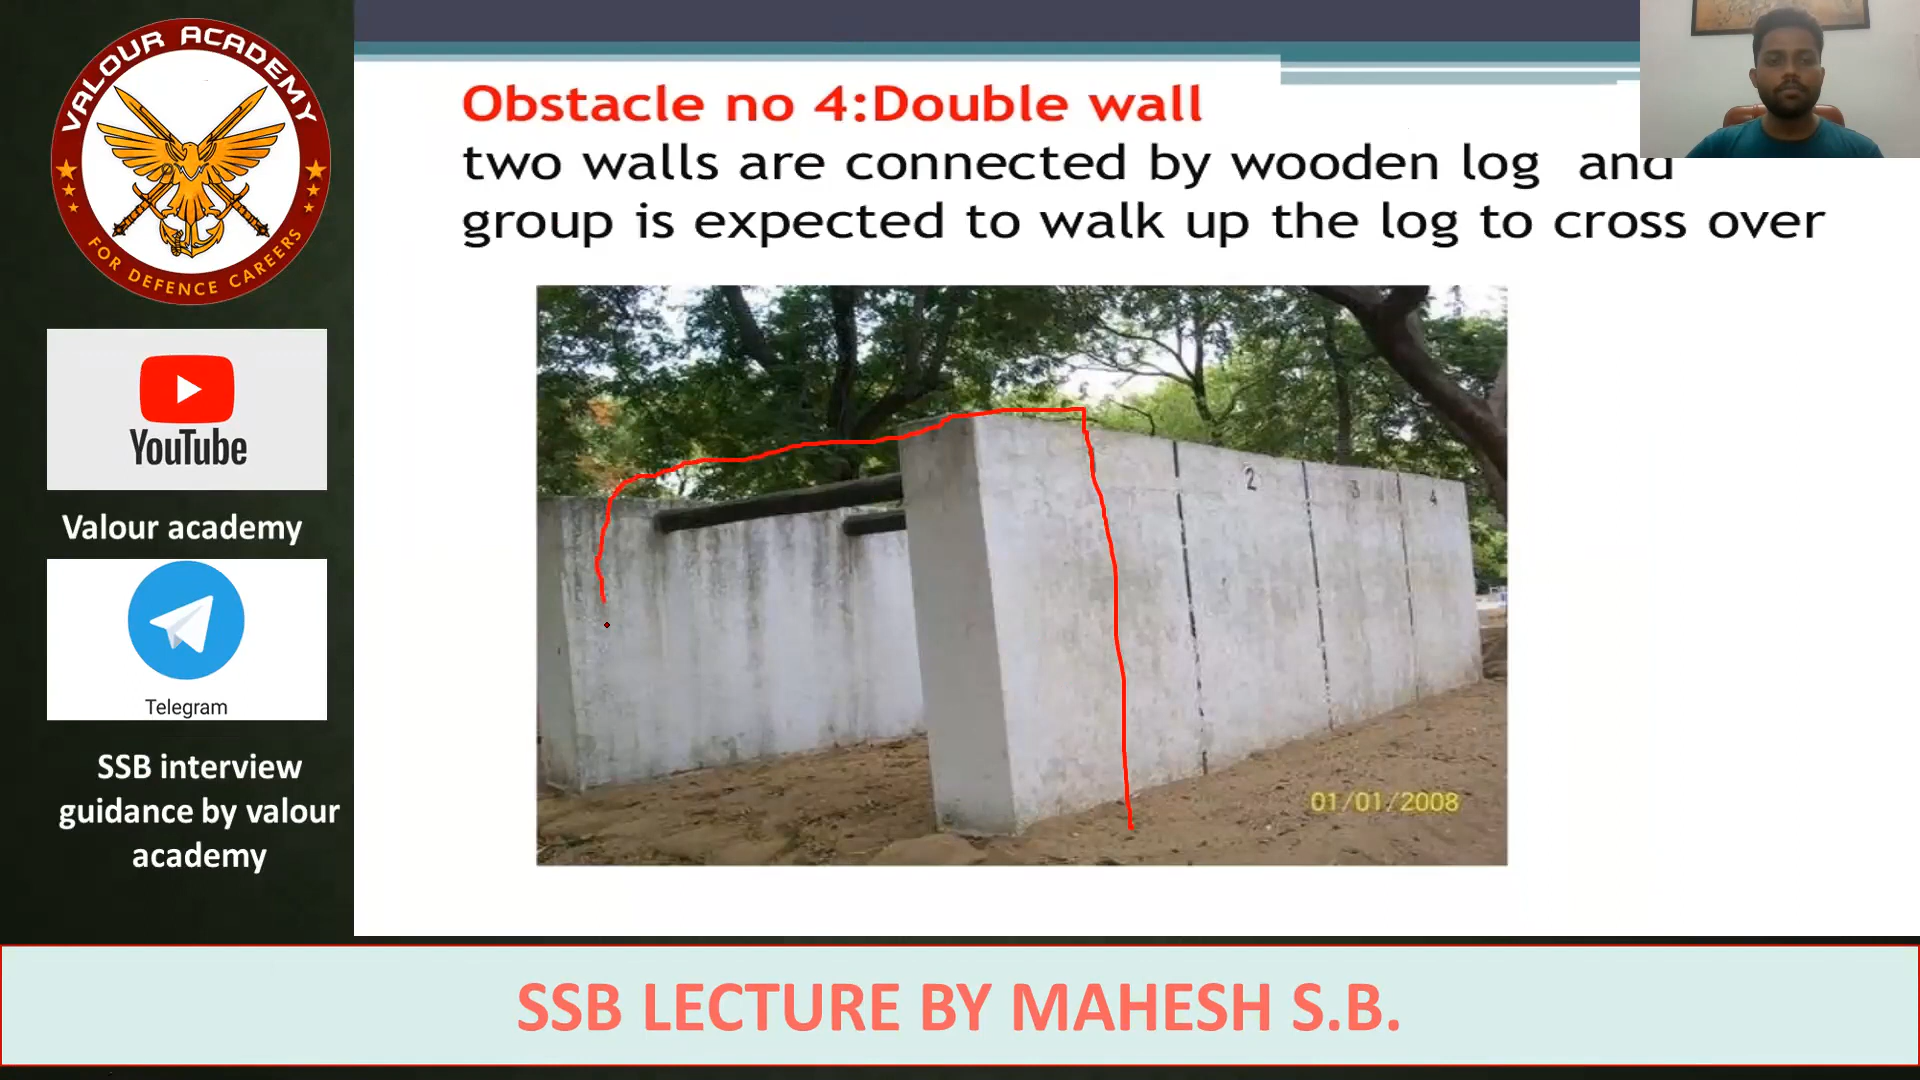 VALOUR ACADEMY
FOR DEFENCE CAREERS
YouTube
Valour academy
Telegram
SSB interview
guidance by valour
academy
Obstacle no 4:Double wall
two walls are connected by wooden log and
group is expected to walk up the log to cross over
2
3
4
01/01/2008
SSB LECTURE BY MAHESH S.B.